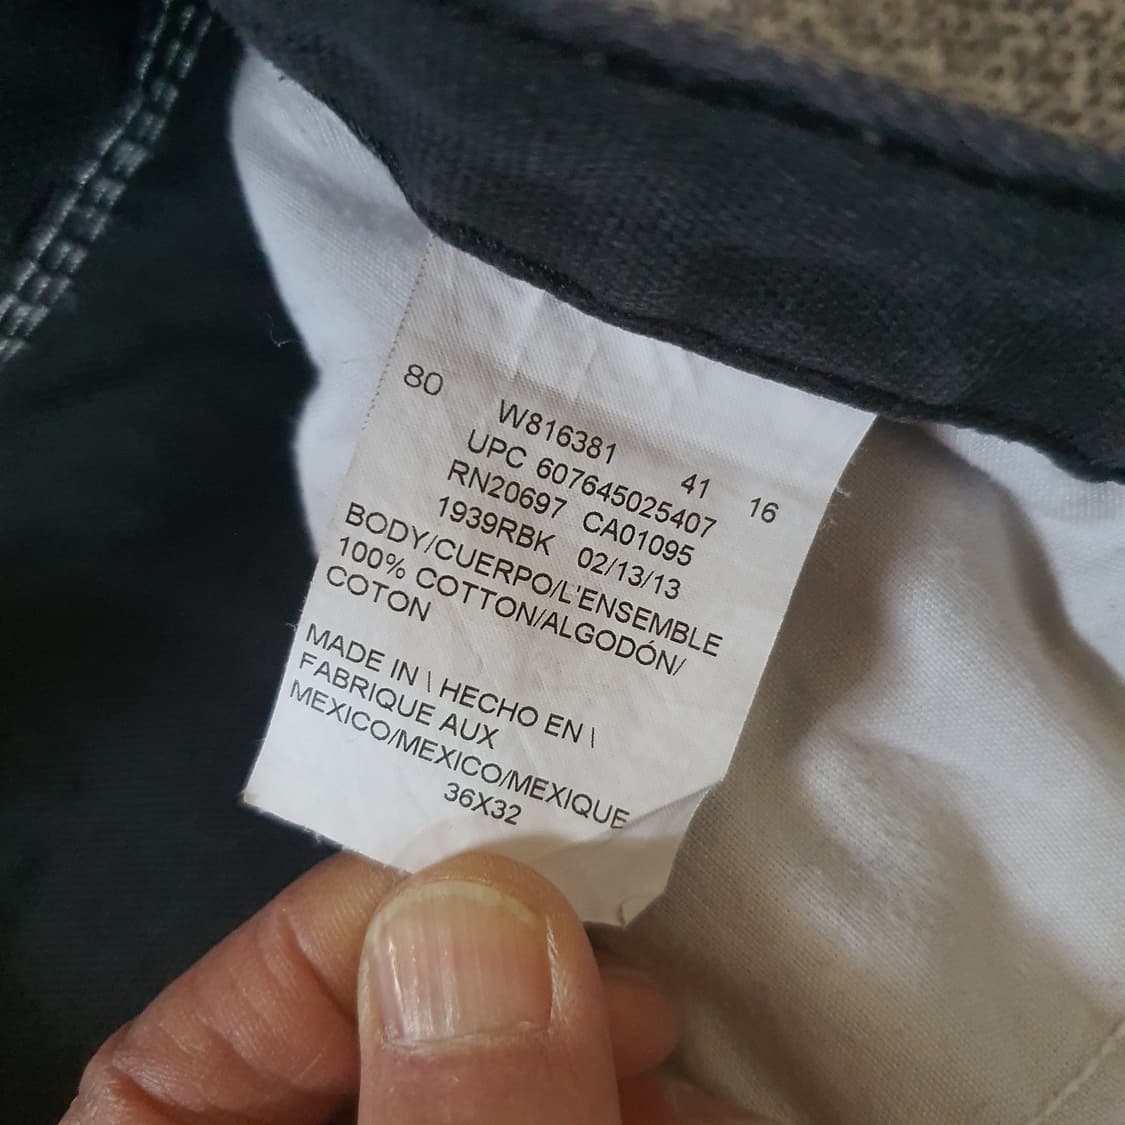 80
W816381 41 16
UPC 607645025407
RN20697 CA01095
1939RBK 02/13/13
BODY/CUERPO/L'ENSEMBLE
100% COTTON/ALGODÓN/
COTON
MADE IN \ HECHO EN \
FABRIQUE AUX
MEXICO/MEXICO/MEXIQUE
36X32